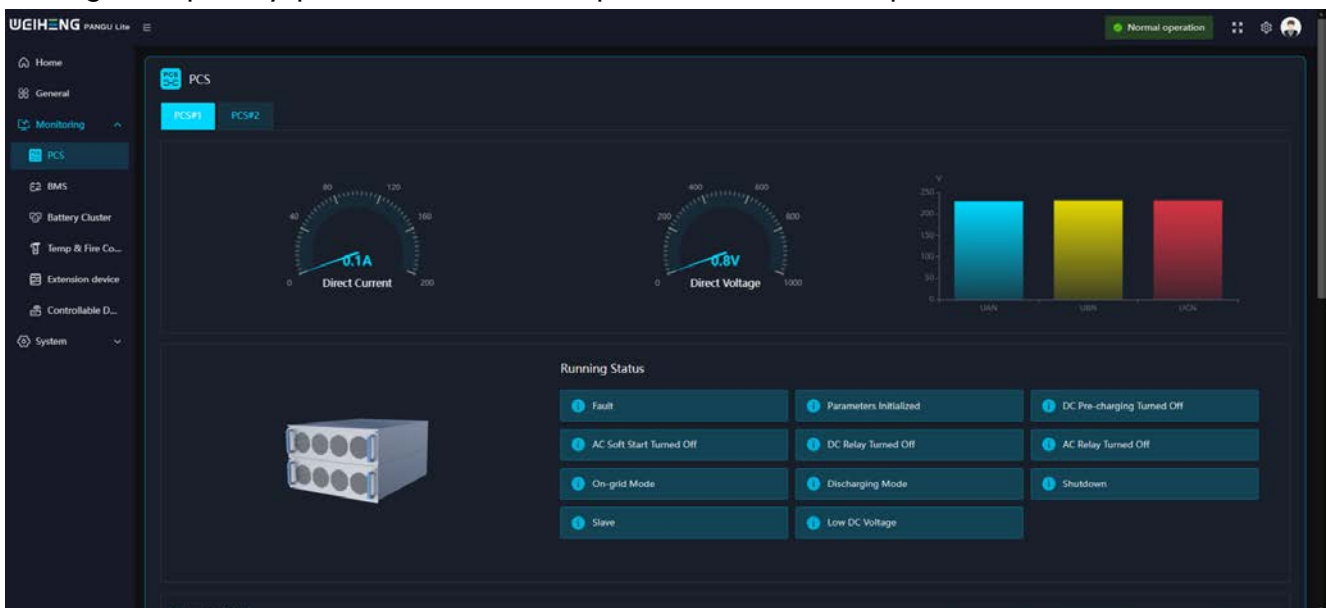 WEIHENG PANGU Lite
Normal operation
Home
General
Monitoring
PCS
BMS
Battery Cluster
Temp & Fire Co...
Extension device
Controllable D...
System
PCS
PCS#1 PCS#2
0 40 80 120 160 200
0.1A
Direct Current
0 200 400 600 800 1000
0.8V
Direct Voltage
V
250
200
150
100
50
0
UAN UBN UCN
Running Status
Fault
Parameters Initialized
DC Pre-charging Turned Off
AC Soft Start Turned Off
DC Relay Turned Off
AC Relay Turned Off
On-grid Mode
Discharging Mode
Shutdown
Slave
Low DC Voltage